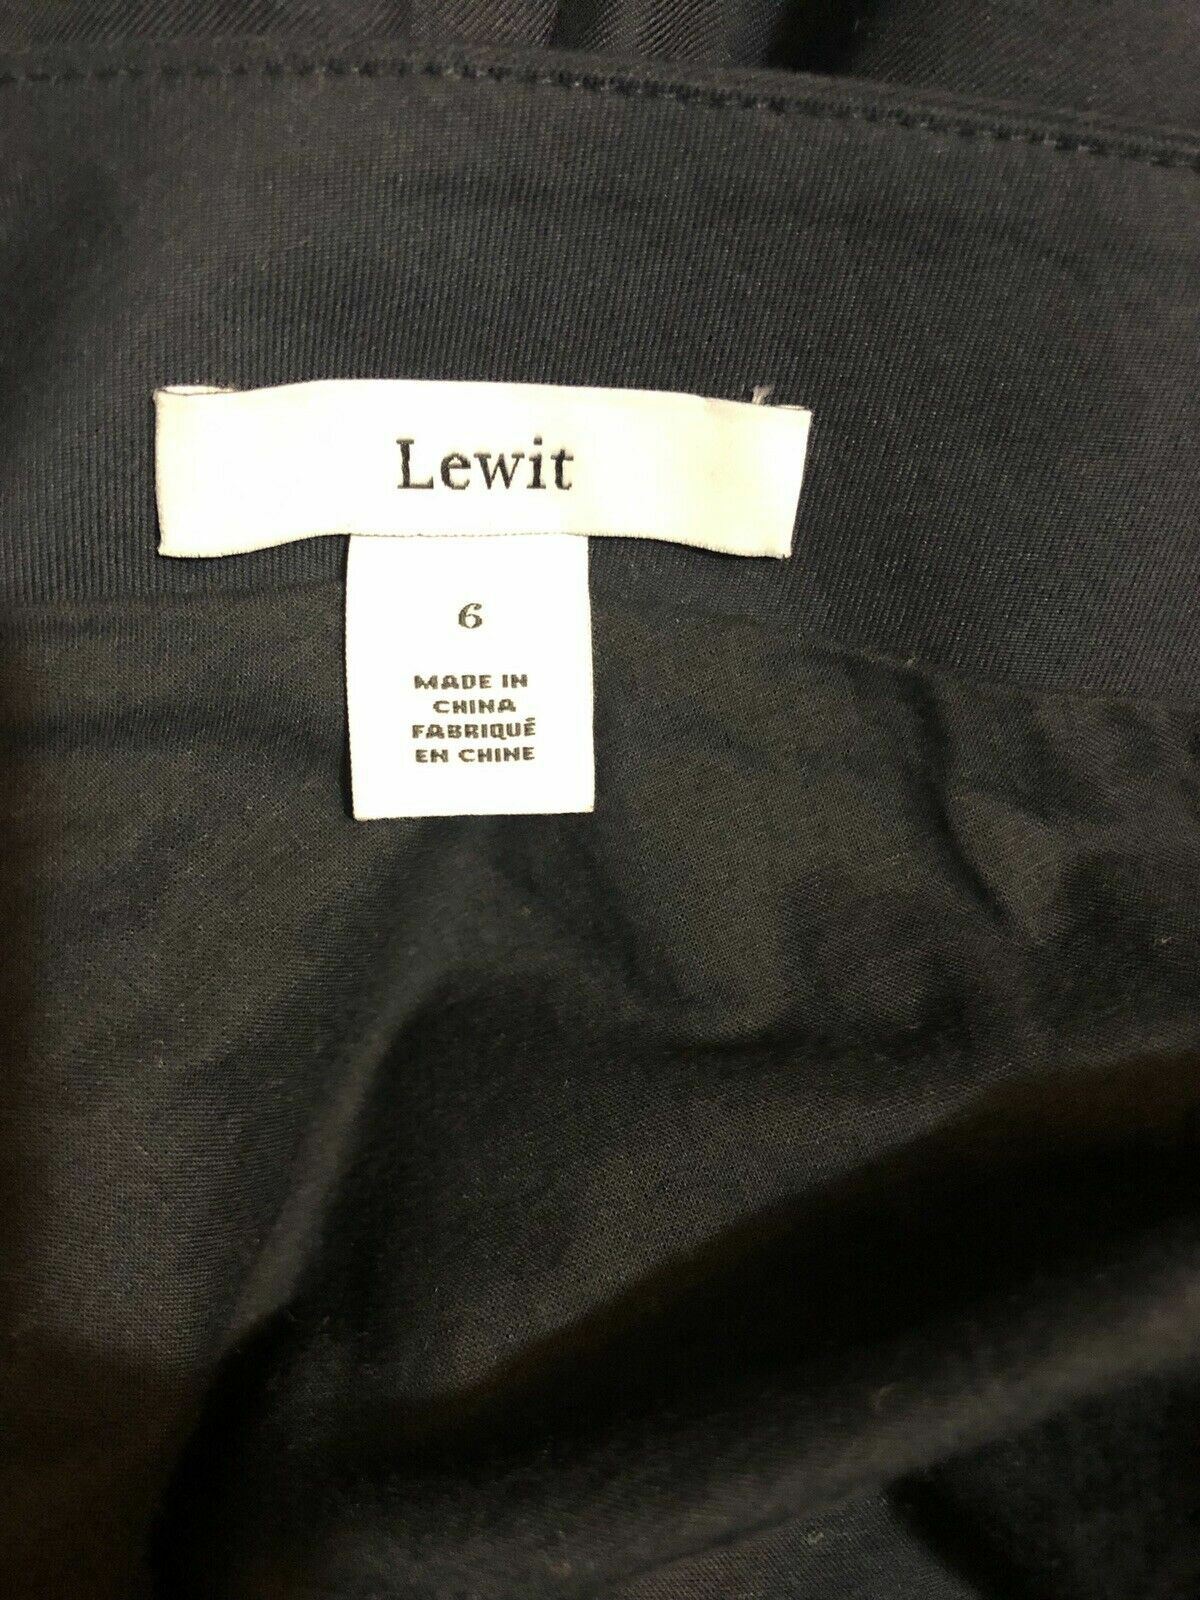 Lewit
6
MADE IN
CHINA
FABRIQUÉ
EN CHINE